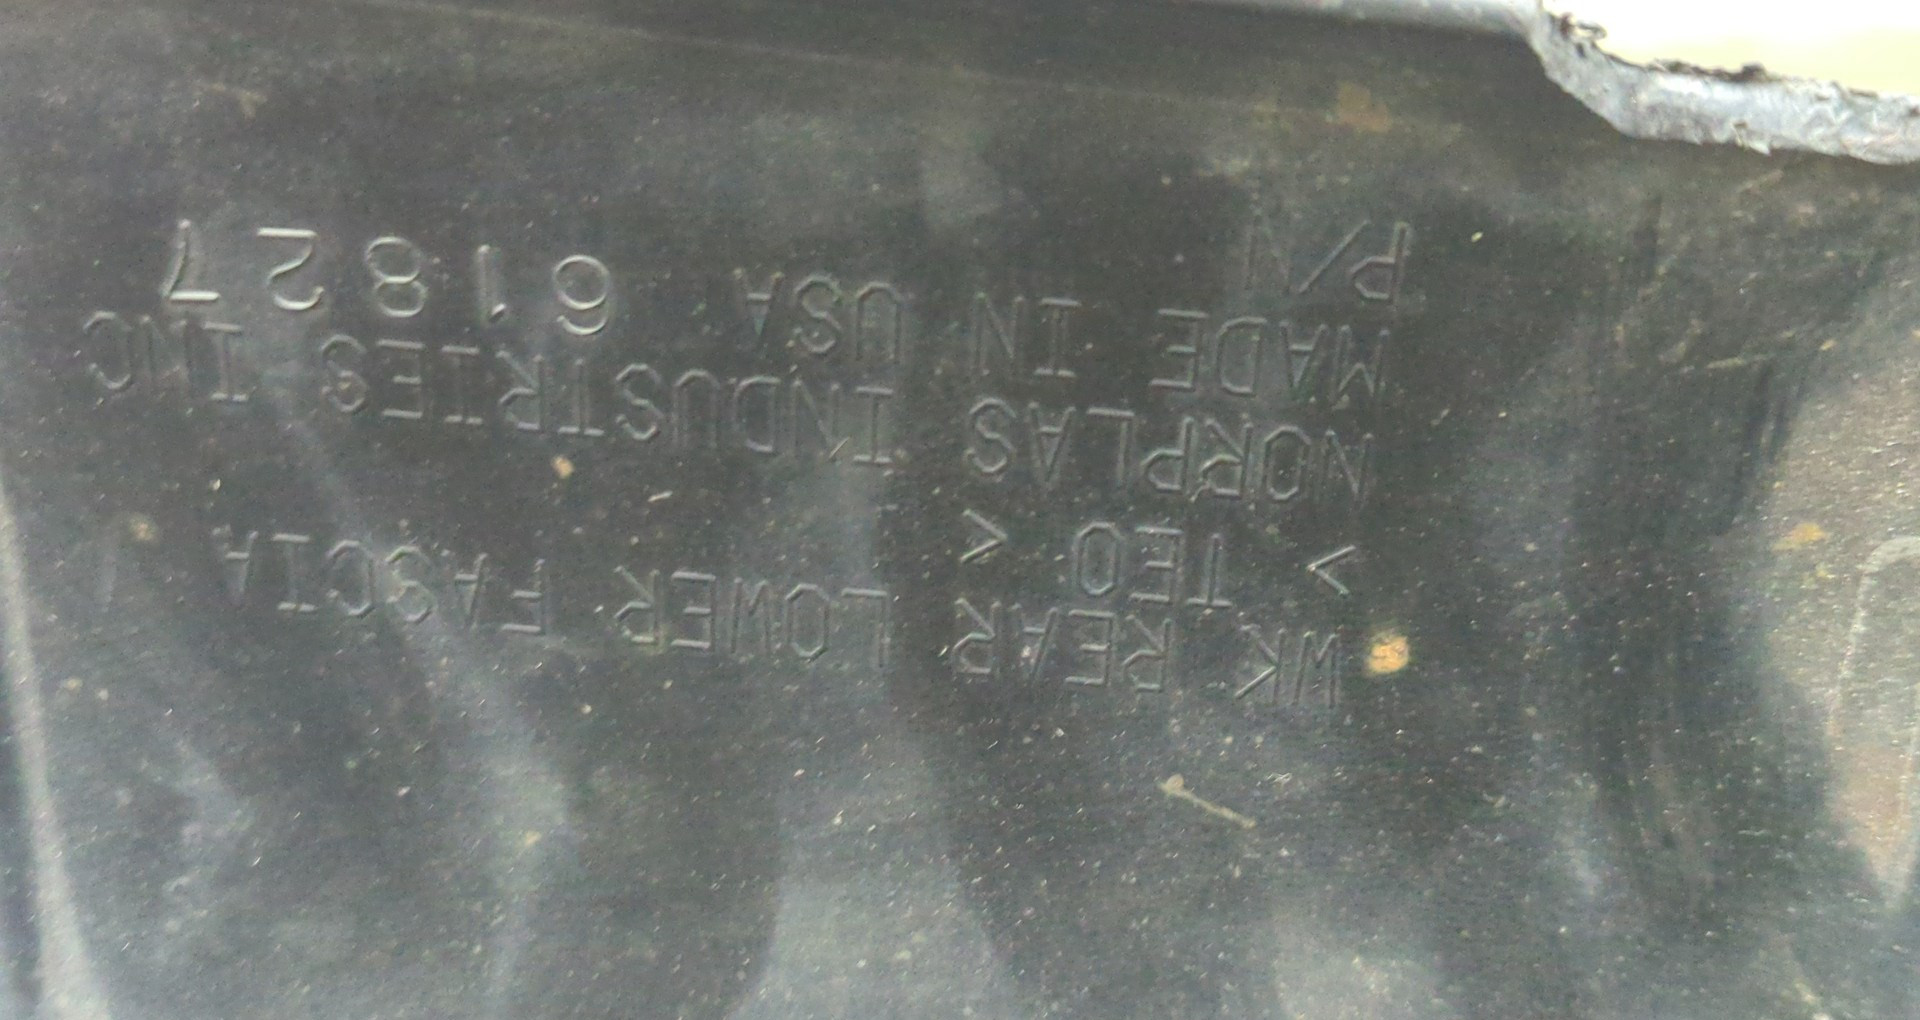 WK REAR LOWER FASCIA
> TEO <
NORPLAS INDUSTRIES INC
MADE IN USA
P/N 61827